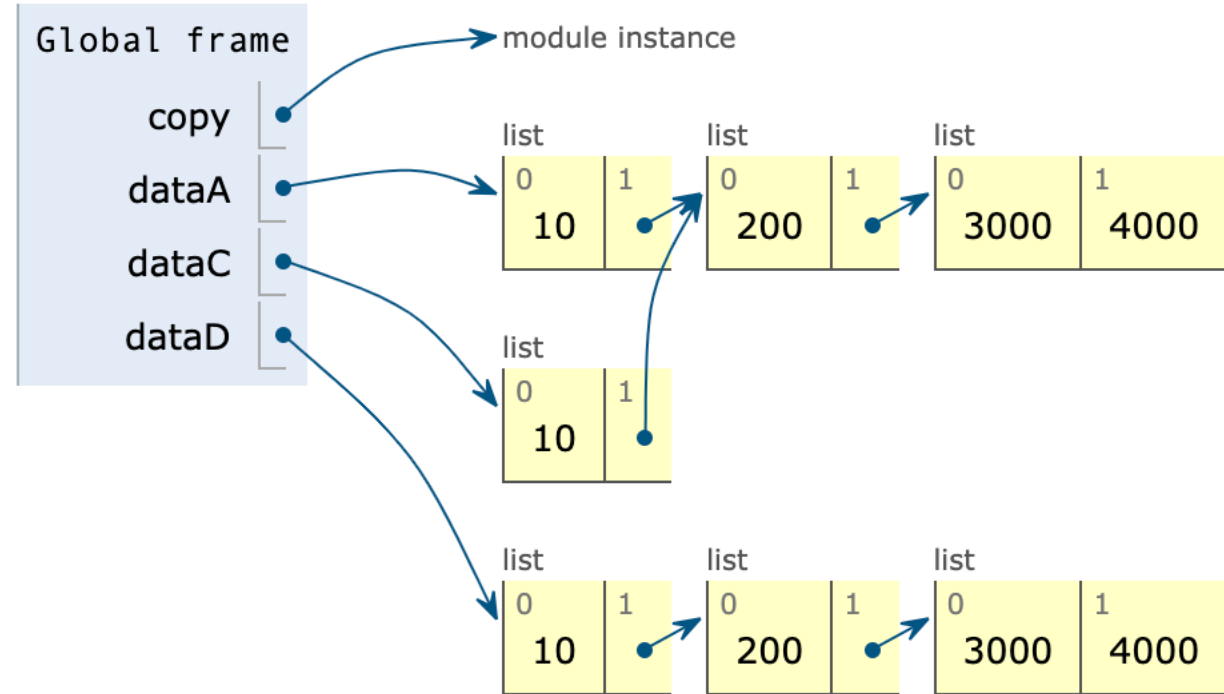 Global frame
copy
dataA
dataC
dataD
module instance
list list list
0 1 0 1 0 1
10 200 3000 4000
list
0 1
10
list list list
0 1 0 1 0 1
10 200 3000 4000